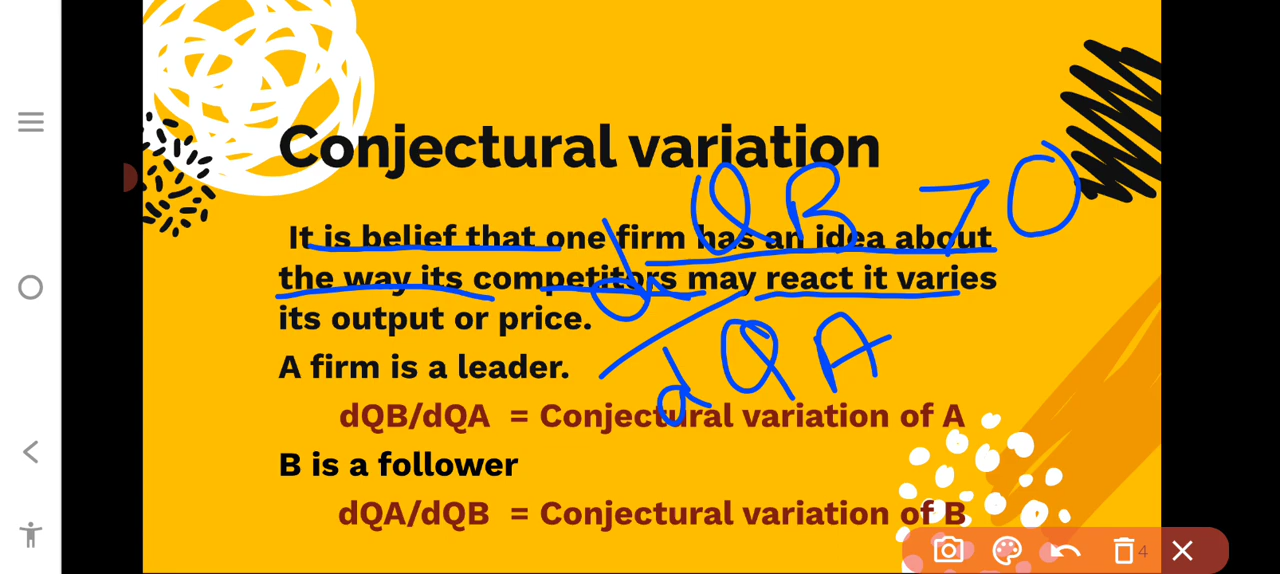 Conjectural variation
dQB > 0
It is belief that one firm has an idea about
the way its competitors may react it varies
its output or price.
dQA
A firm is a leader.
dQB/dQA = Conjectural variation of A
B is a follower
dQA/dQB = Conjectural variation of B
4